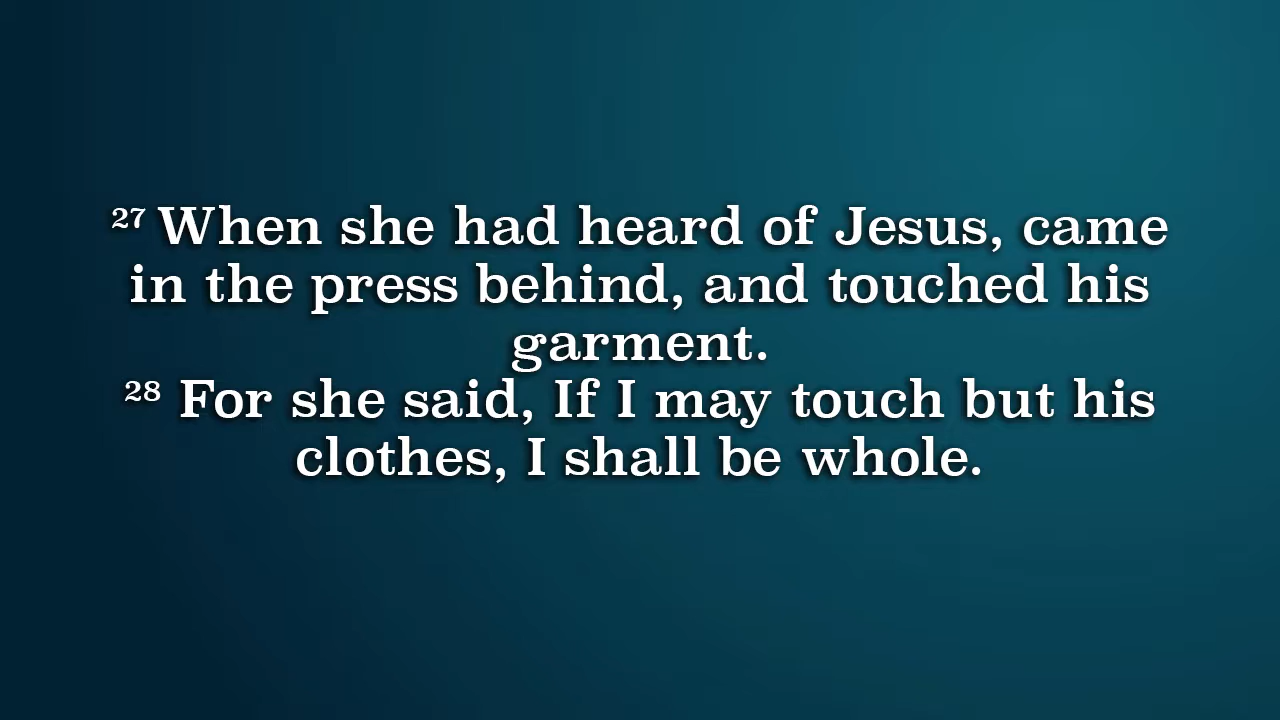 27 When she had heard of Jesus, came
in the press behind, and touched his
garment.
28 For she said, If I may touch but his
clothes, I shall be whole.